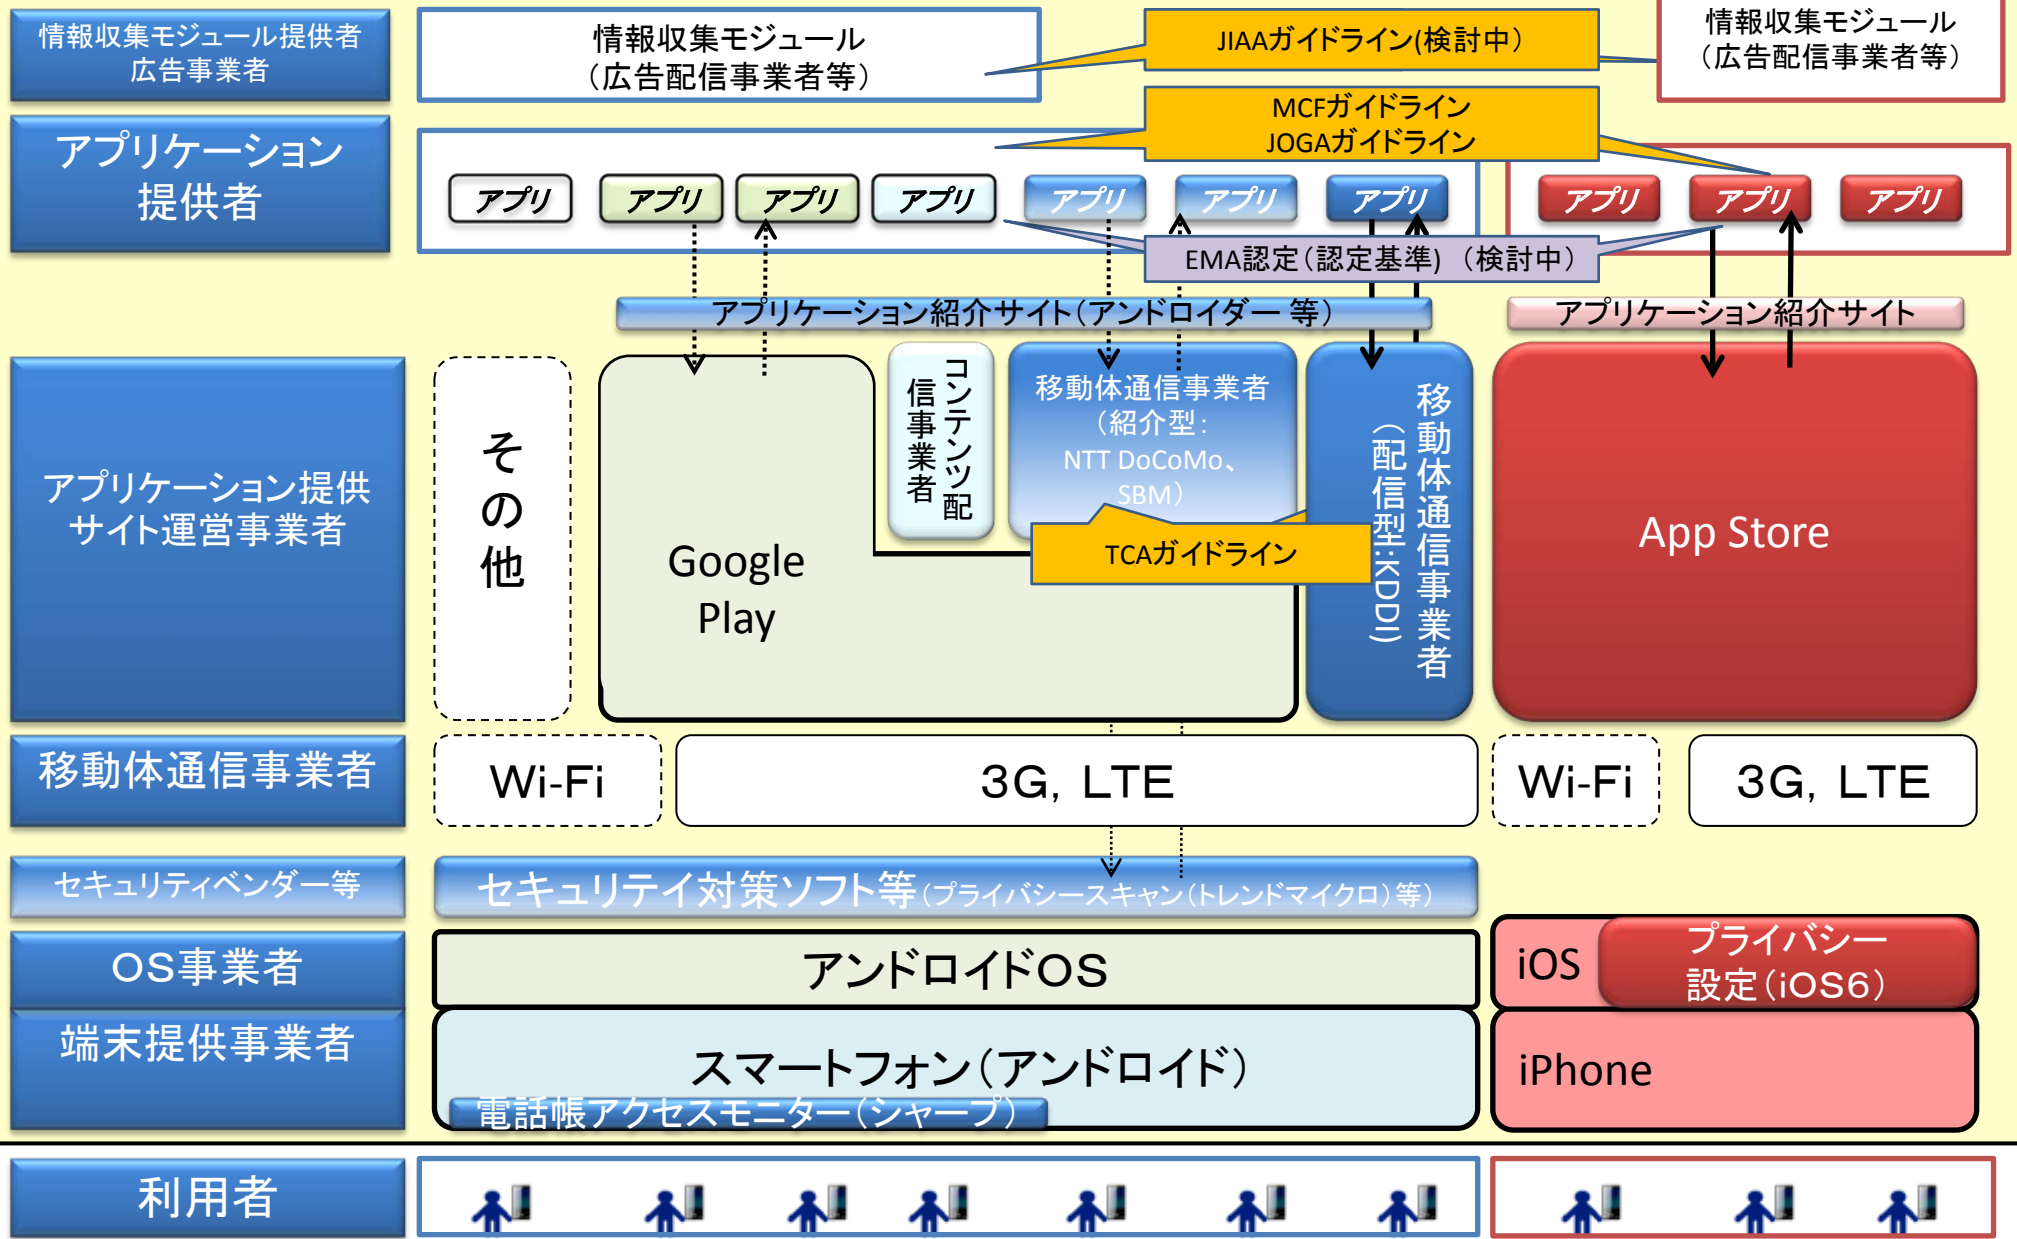 情報収集モジュール提供者
広告事業者
情報収集モジュール
（広告配信事業者等）
JIAAガイドライン(検討中）
情報収集モジュール
（広告配信事業者等）
アプリケーション
提供者
MCFガイドライン
JOGAガイドライン
アプリ
アプリ
アプリ
アプリ
アプリ
アプリ
アプリ
アプリ
アプリ
アプリ
EMA認定（認定基準）（検討中）
アプリケーション紹介サイト（アンドロイダー 等）
アプリケーション紹介サイト
アプリケーション提供
サイト運営事業者
その他
Google
Play
コンテンツ配
信事業者
移動体通信事業者
（紹介型：
NTT DoCoMo、
SBM）
TCAガイドライン
移動体通信事業者
（配信型：KDDI）
App Store
移動体通信事業者
Wi-Fi
３G, LTE
Wi-Fi
３G, LTE
セキュリティベンダー等
セキュリテイ対策ソフト等（プライバシースキャン（トレンドマイクロ）等）
OS事業者
アンドロイドOS
iOS
プライバシー
設定（iOS6）
端末提供事業者
スマートフォン（アンドロイド）
電話帳アクセスモニター（シャープ）
iPhone
利用者